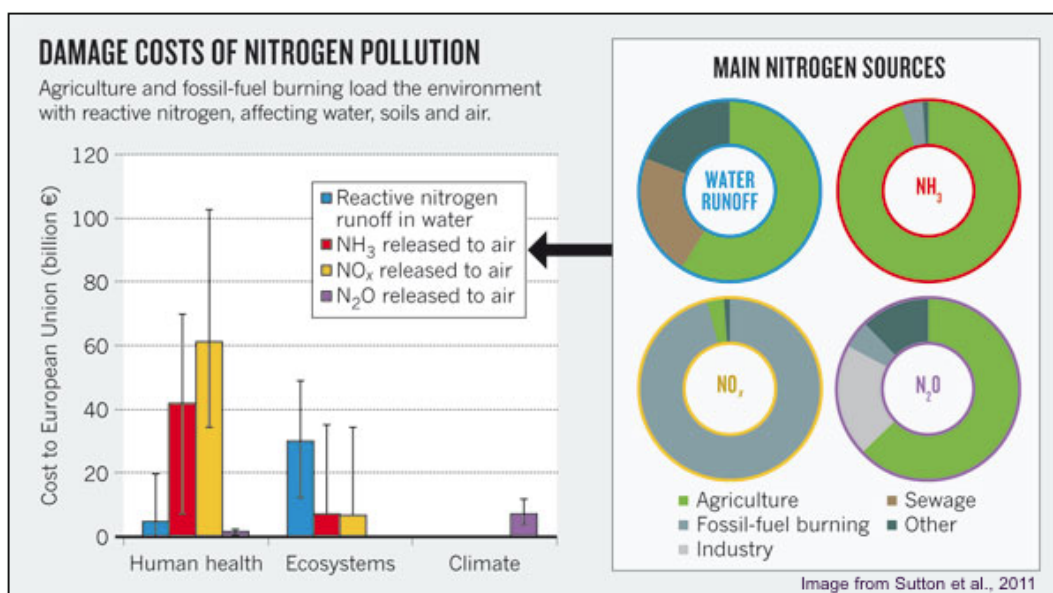 DAMAGE COSTS OF NITROGEN POLLUTION
Agriculture and fossil-fuel burning load the environment
with reactive nitrogen, affecting water, soils and air.
Cost to European Union (billion €)
120
100
80
60
40
20
0
Human health
Ecosystems
Climate
Reactive nitrogen
runoff in water
NH₃ released to air
NOₓ released to air
N₂O released to air
MAIN NITROGEN SOURCES
WATER
RUNOFF
NH₃
NOₓ
N₂O
Agriculture
Fossil-fuel burning
Industry
Sewage
Other
Image from Sutton et al., 2011